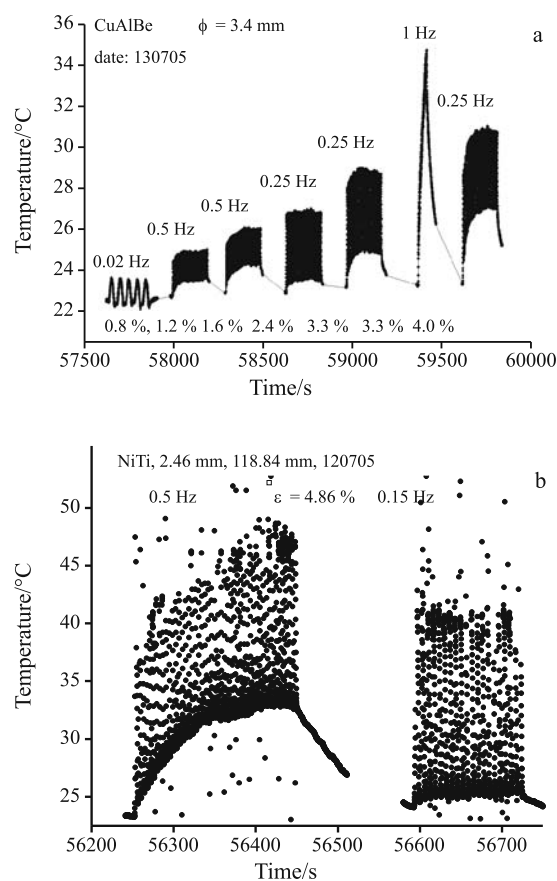 36
CuAlBe ϕ = 3.4 mm
1 Hz
a
34
date: 130705
32
0.25 Hz
30
0.25 Hz
28
0.25 Hz
26
0.5 Hz
0.5 Hz
24
0.02 Hz
22
0.8 %, 1.2 % 1.6 % 2.4 % 3.3 % 3.3 % 4.0 %
57500 58000 58500 59000 59500 60000
Time/s
Temperature/°C
NiTi, 2.46 mm, 118.84 mm, 120705
b
0.5 Hz ε = 4.86 % 0.15 Hz
50
45
40
35
30
25
56200 56300 56400 56500 56600 56700
Time/s
Temperature/°C